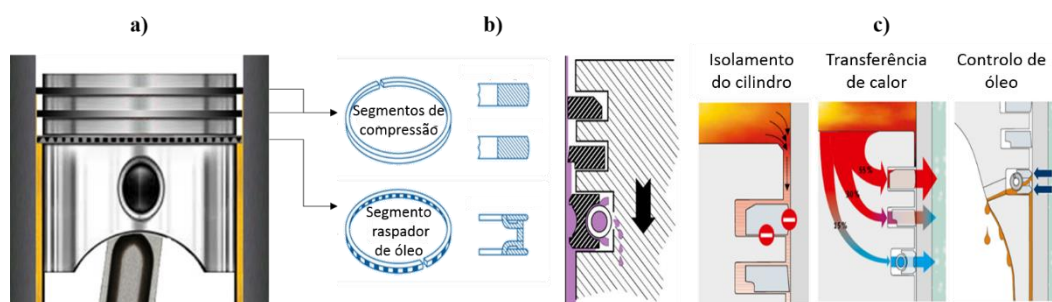 a)
b)
c)
Segmentos de
compressão
Segmento
raspador
de óleo
Isolamento
do cilindro
Transferência
de calor
Controlo de
óleo